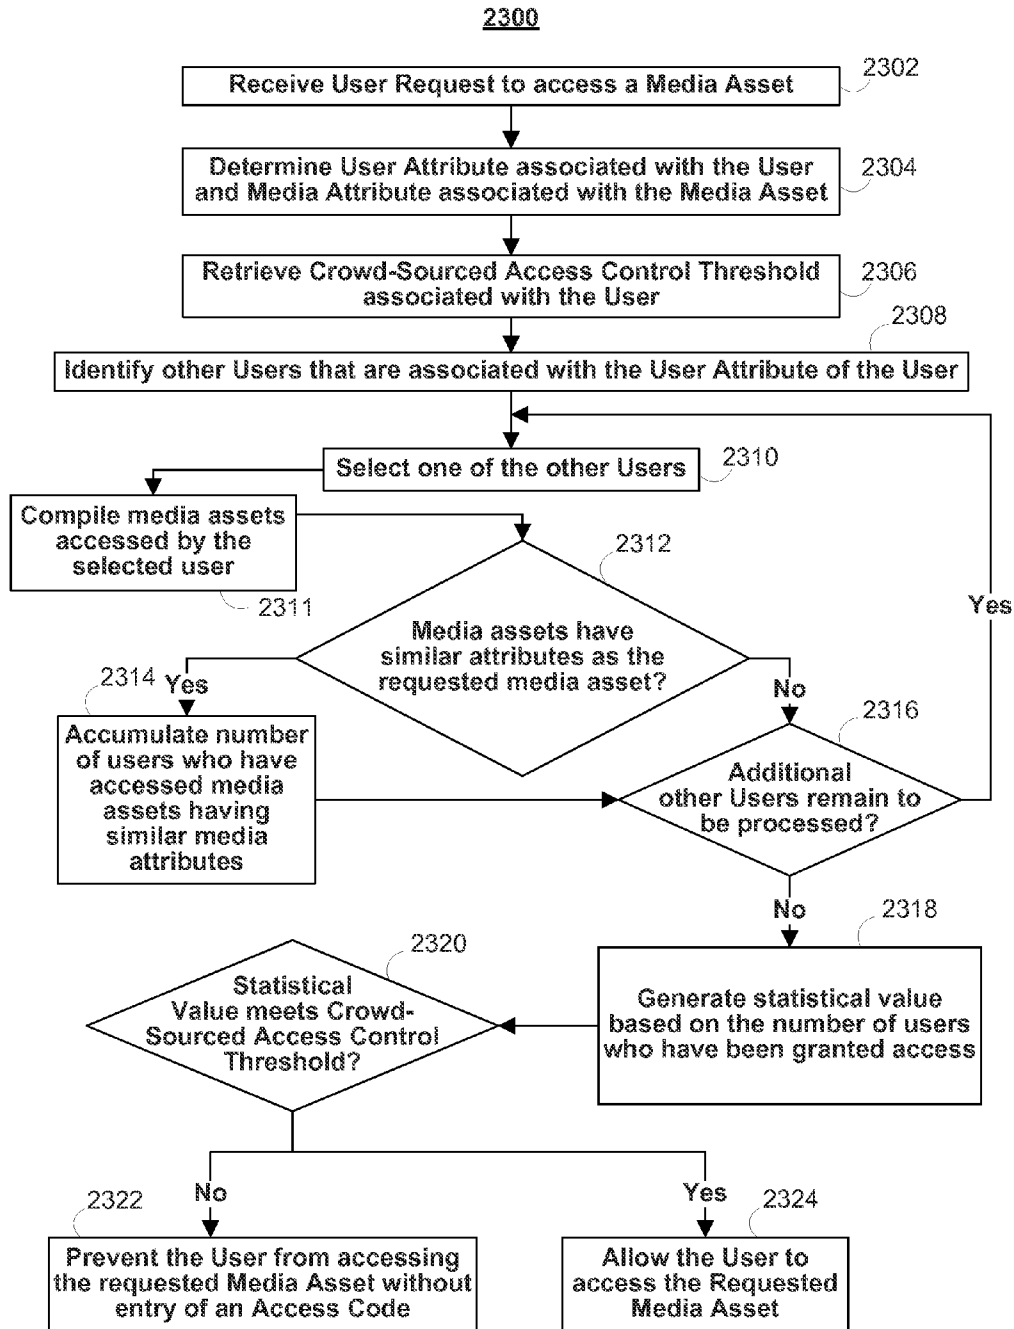 2300
Receive User Request to access a Media Asset
2302
Determine User Attribute associated with the User
and Media Attribute associated with the Media Asset
2304
Retrieve Crowd-Sourced Access Control Threshold
associated with the User
2306
2308
Identify other Users that are associated with the User Attribute of the User
Select one of the other Users
2310
Compile media assets
accessed by the
selected user
2311
2312
Media assets have
similar attributes as the
requested media asset?
Yes
2314
Yes
No
Accumulate number
of users who have
accessed media
assets having
similar media
attributes
2316
Additional
other Users remain to
be processed?
No
2318
Generate statistical value
based on the number of users
who have been granted access
2320
Statistical
Value meets Crowd-
Sourced Access Control
Threshold?
No
Yes
2322
Prevent the User from accessing
the requested Media Asset without
entry of an Access Code
2324
Allow the User to
access the Requested
Media Asset